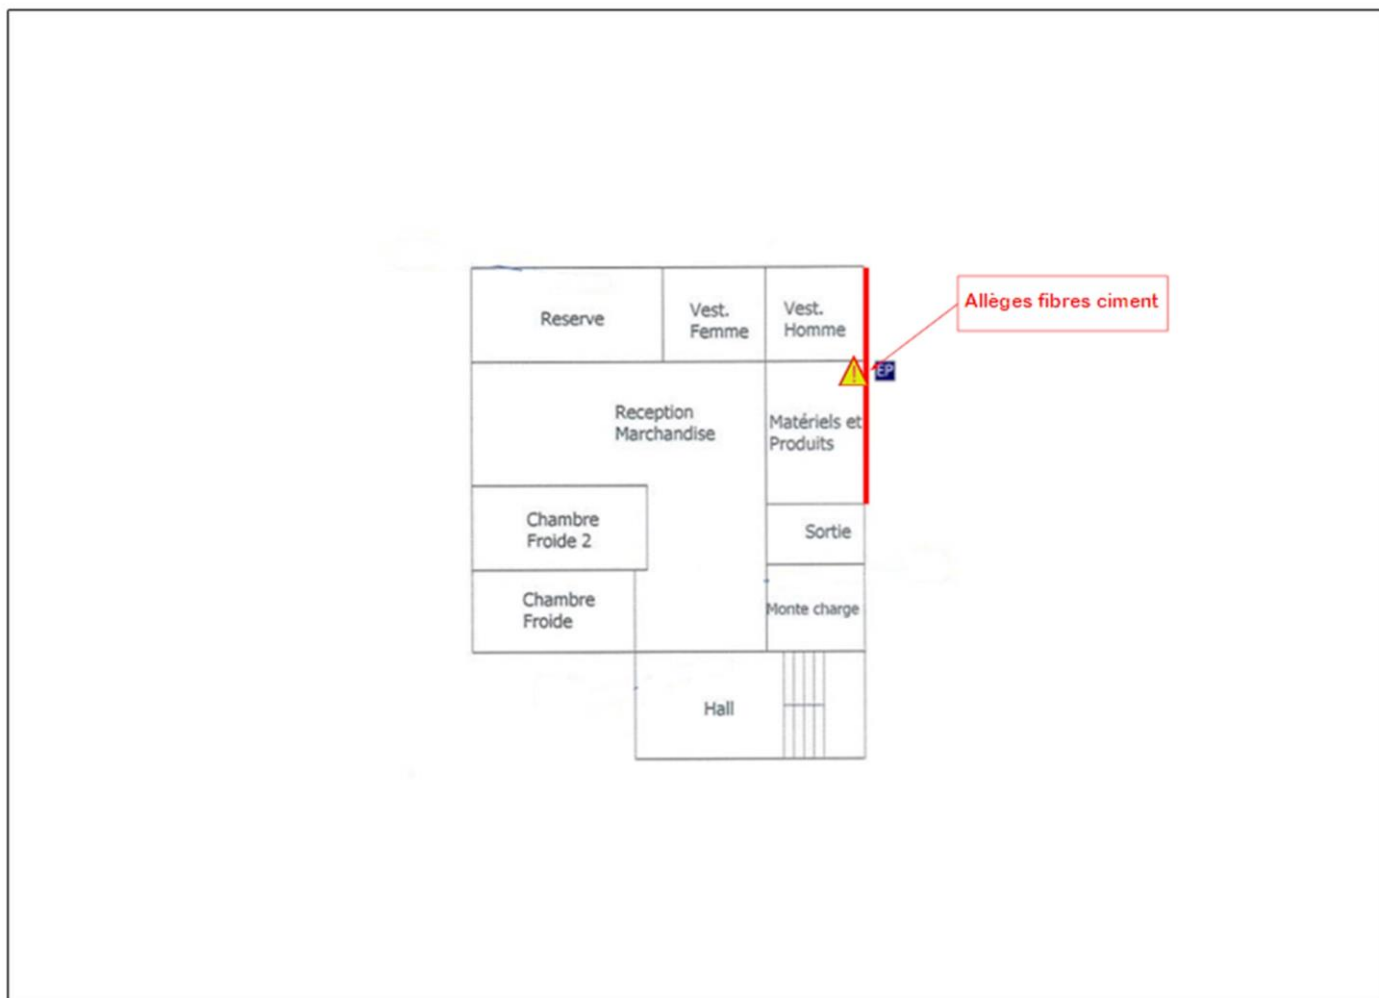 Reserve
Vest.
Femme
Vest.
Homme
Allèges fibres ciment
!
EP
Reception
Marchandise
Matériels et
Produits
Chambre
Froide 2
Sortie
Chambre
Froide
Monte charge
Hall